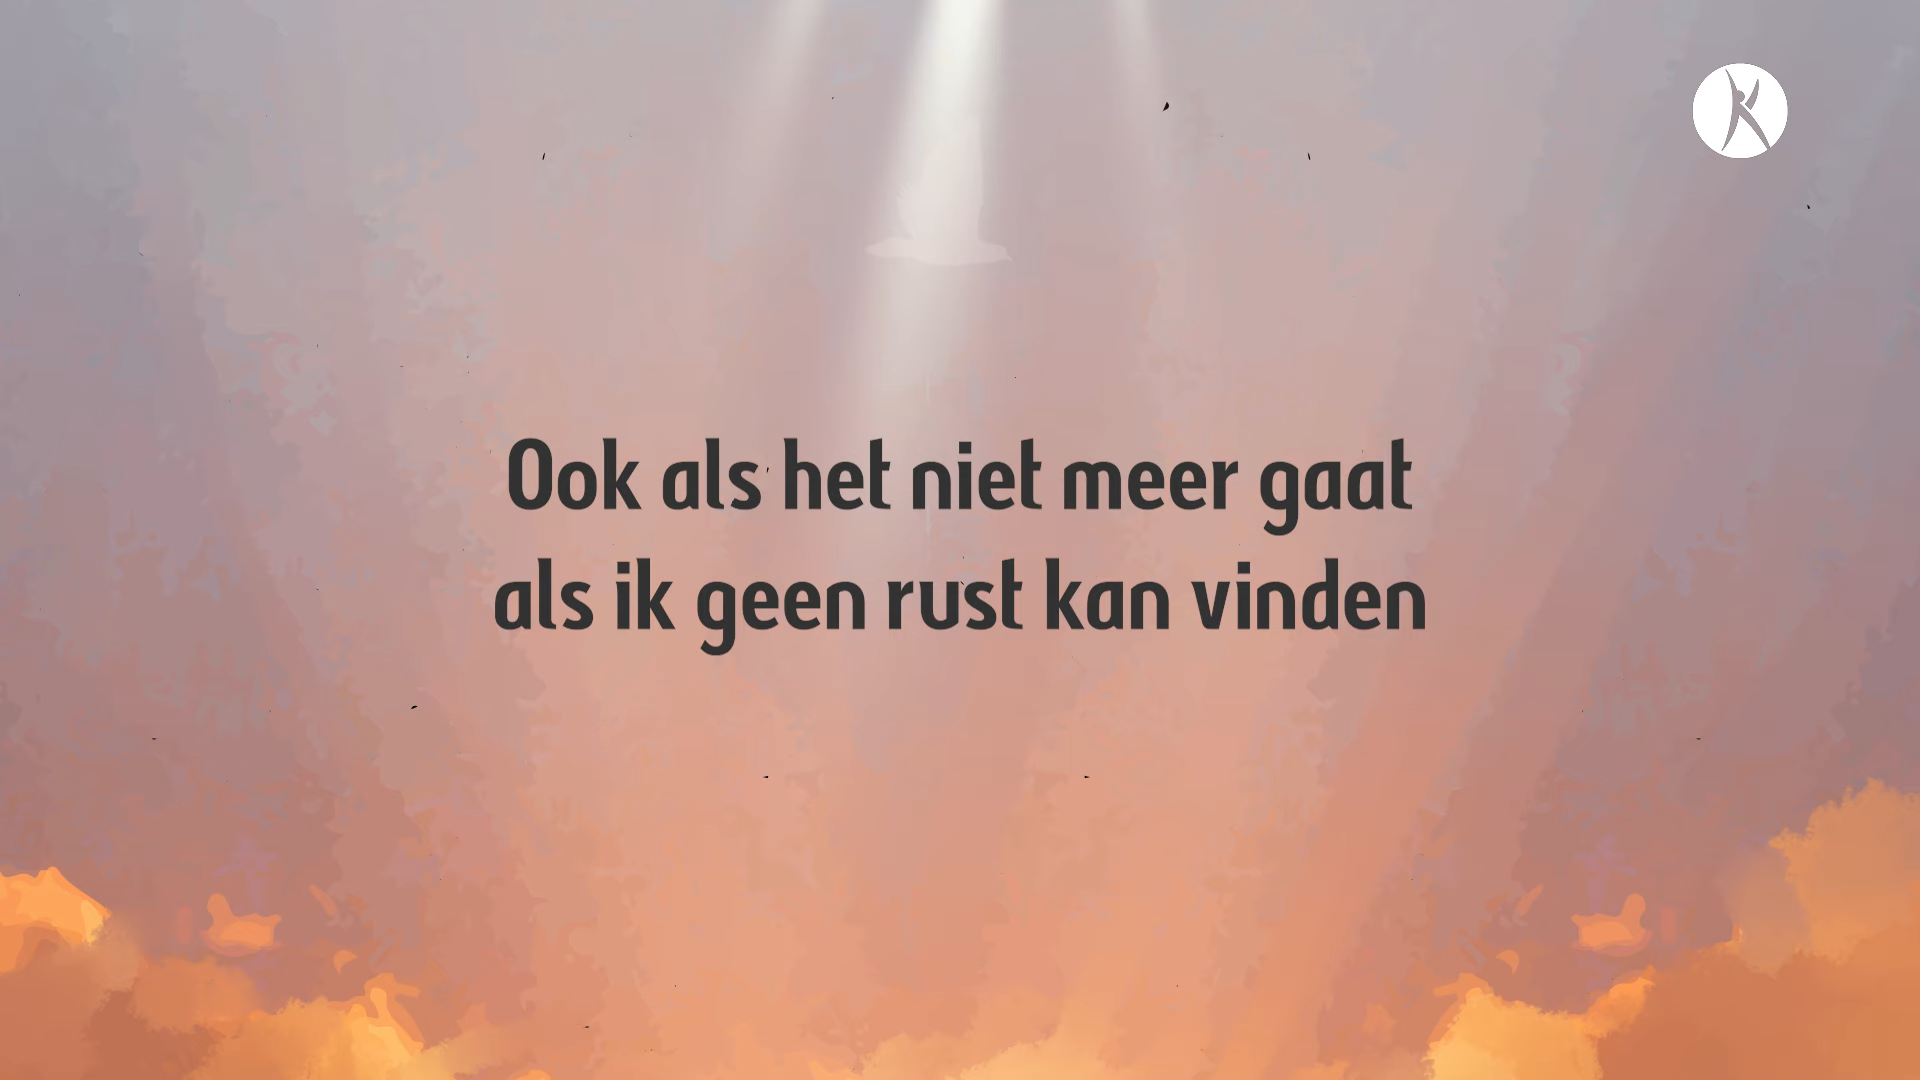 Ook als het niet meer gaat
als ik geen rust kan vinden